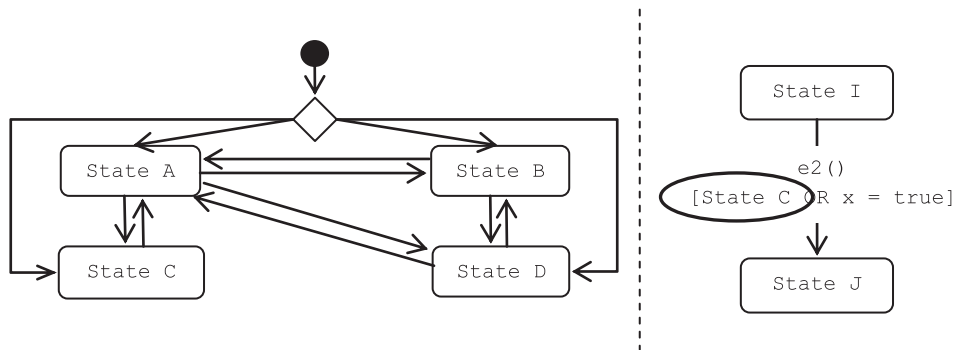 State A
State B
State C
State D
State I
e2()
[State C OR x = true]
State J